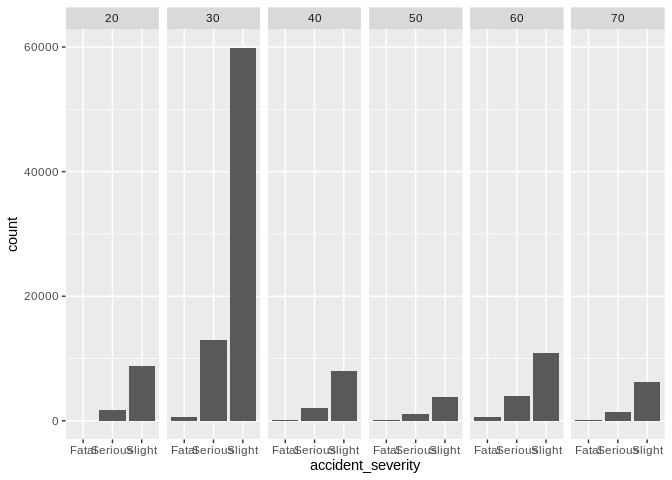 20 30 40 50 60 70
60000
40000
20000
0
count
Fatal Serious Slight Fatal Serious Slight Fatal Serious Slight Fatal Serious Slight Fatal Serious Slight Fatal Serious Slight
accident_severity